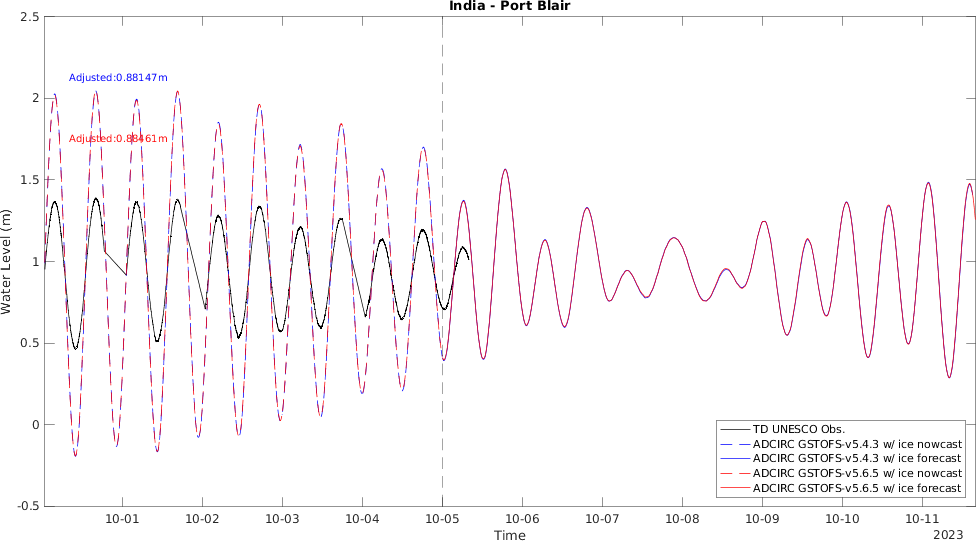 India - Port Blair
Adjusted:0.88147m
Adjusted:0.88461m
Water Level (m)
2.5
2
1.5
1
0.5
0
-0.5
10-01 10-02 10-03 10-04 10-05 10-06 10-07 10-08 10-09 10-10 10-11
Time
2023
TD UNESCO Obs.
ADCIRC GSTOFS-v5.4.3 w/ ice nowcast
ADCIRC GSTOFS-v5.4.3 w/ ice forecast
ADCIRC GSTOFS-v5.6.5 w/ ice nowcast
ADCIRC GSTOFS-v5.6.5 w/ ice forecast